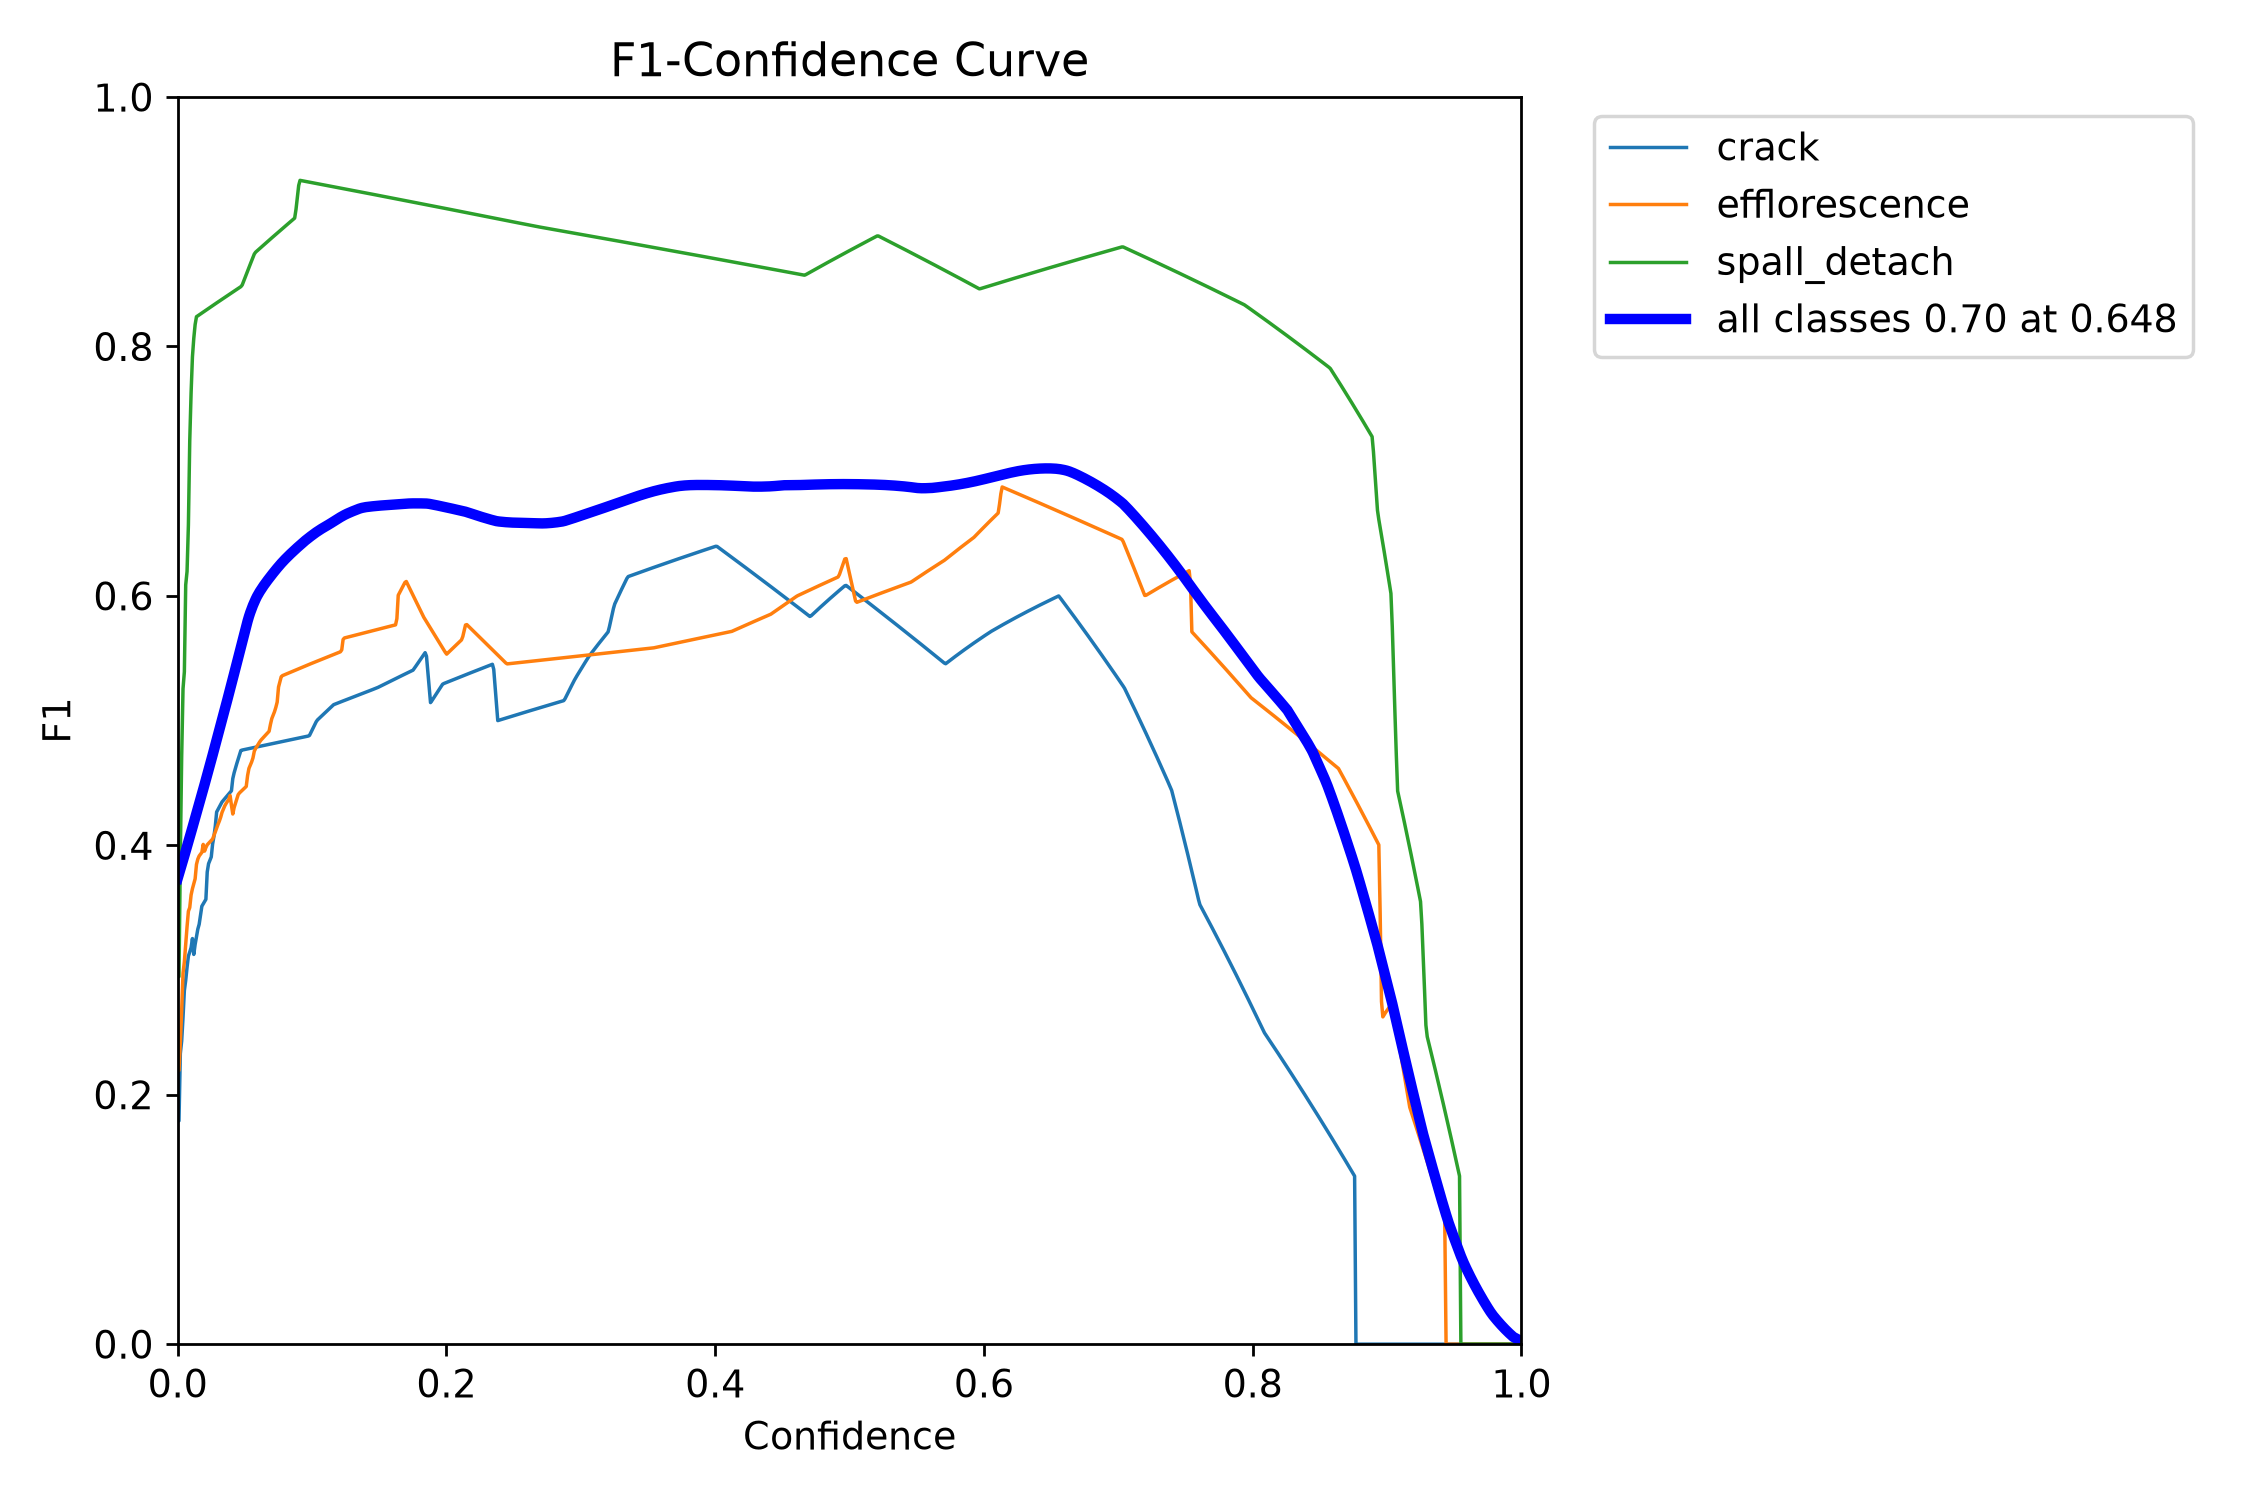 F1-Confidence Curve
1.0
0.8
0.6
0.4
0.2
0.0
F1
0.0 0.2 0.4 0.6 0.8 1.0
Confidence
crack
efflorescence
spall_detach
all classes 0.70 at 0.648